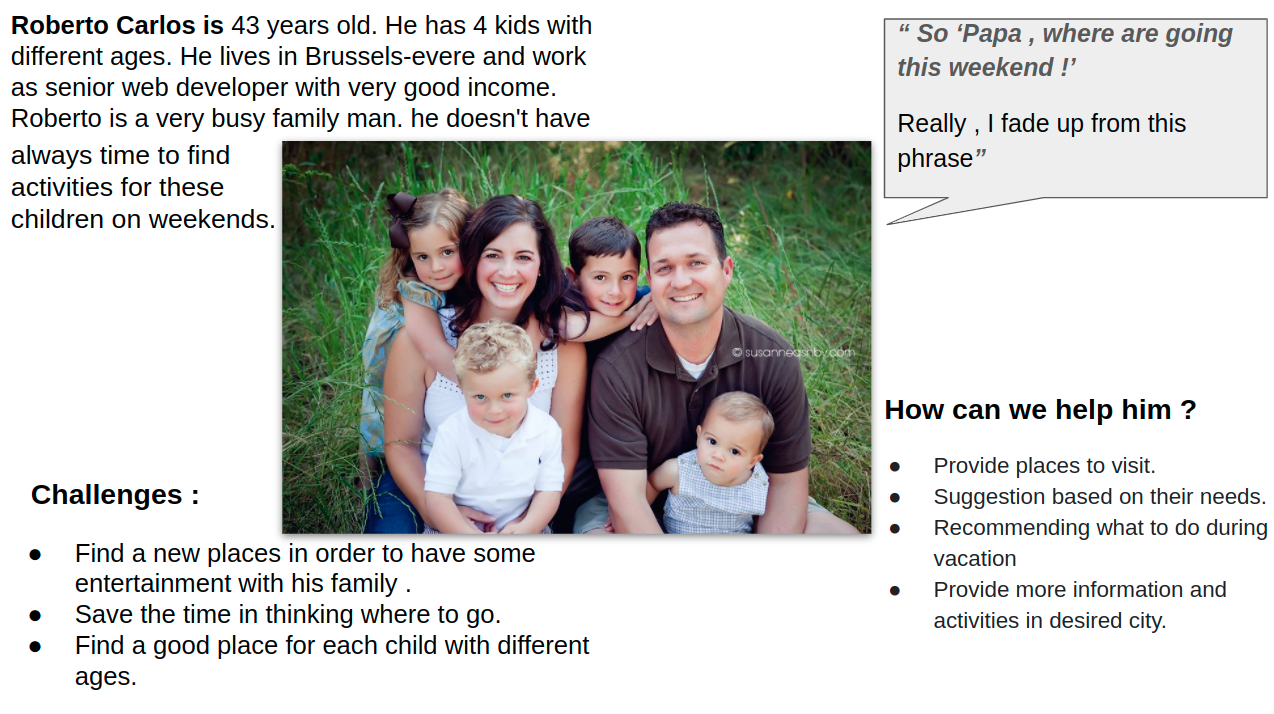 Roberto Carlos is 43 years old. He has 4 kids with
different ages. He lives in Brussels-evere and work
as senior web developer with very good income.
Roberto is a very busy family man. he doesn't have
always time to find
activities for these
children on weekends.
“ So ‘Papa , where are going
this weekend !’
Really , I fade up from this
phrase”
© susanneashby.com
Challenges :
● Find a new places in order to have some
entertainment with his family .
● Save the time in thinking where to go.
● Find a good place for each child with different
ages.
How can we help him ?
● Provide places to visit.
● Suggestion based on their needs.
● Recommending what to do during
vacation
● Provide more information and
activities in desired city.